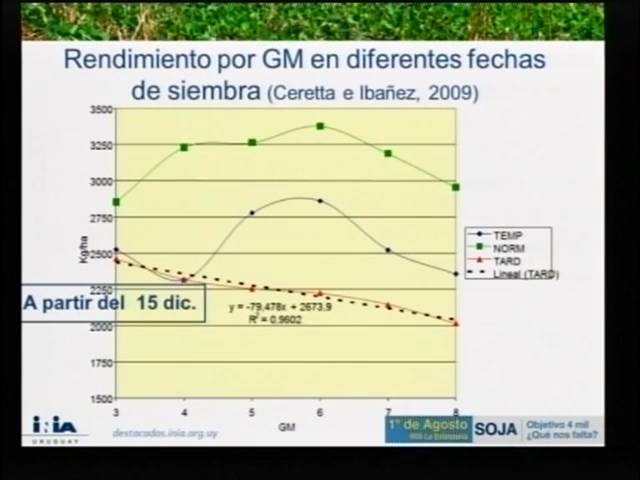 Rendimiento por GM en diferentes fechas
de siembra (Ceretta e Ibañez, 2009)
3500
3250
3000
2750
2500
2250
2000
1750
1500
Kg/ha
TEMP
NORM
TARD
Lineal (TARD)
A partir del 15 dic.
y = -79,478x + 2673,9
R² = 0,9602
3 4 5 6 7 8
GM
INIA
URUGUAY
destacados.inia.org.uy
1° de Agosto
INIA La Estanzuela
SOJA
Objetivo 4 mil
¿Qué nos falta?